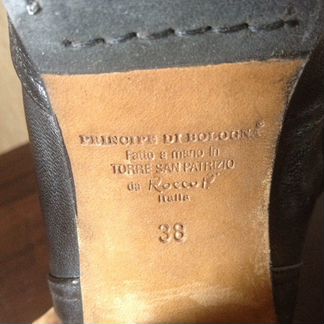 PRINCIPE DI BOLOGNA
Fatto a mano in
TORRE SAN PATRIZIO
da Rocco P.
Italia
38